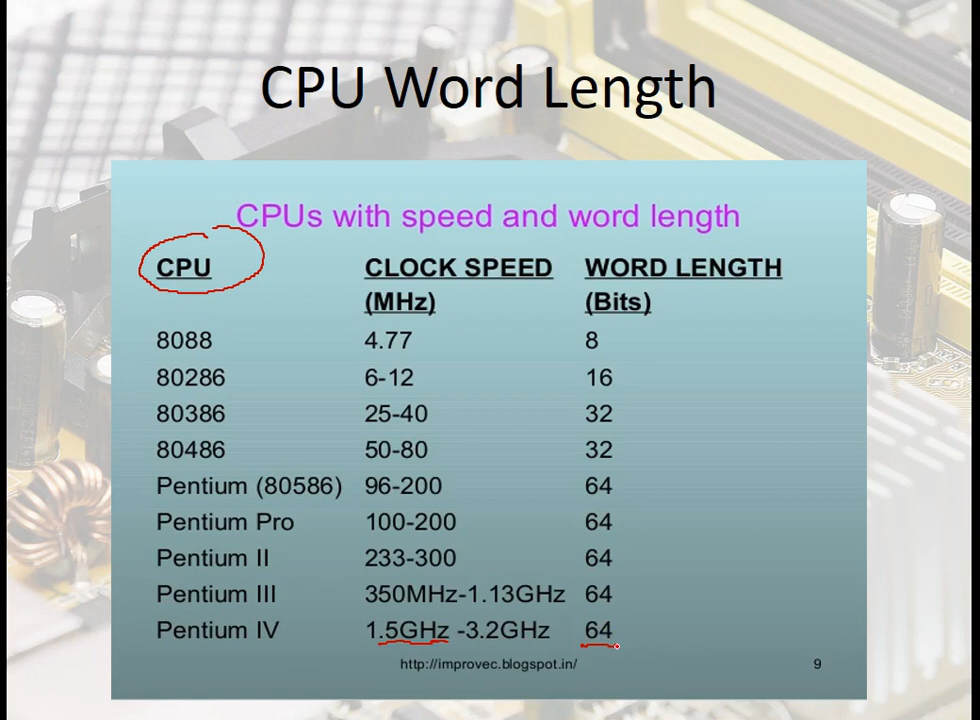 CPU Word Length
CPUs with speed and word length
CPU CLOCK SPEED WORD LENGTH
(MHz) (Bits)
8088 4.77 8
80286 6-12 16
80386 25-40 32
80486 50-80 32
Pentium (80586) 96-200 64
Pentium Pro 100-200 64
Pentium II 233-300 64
Pentium III 350MHz-1.13GHz 64
Pentium IV 1.5GHz -3.2GHz 64
http://improvec.blogspot.in/ 9